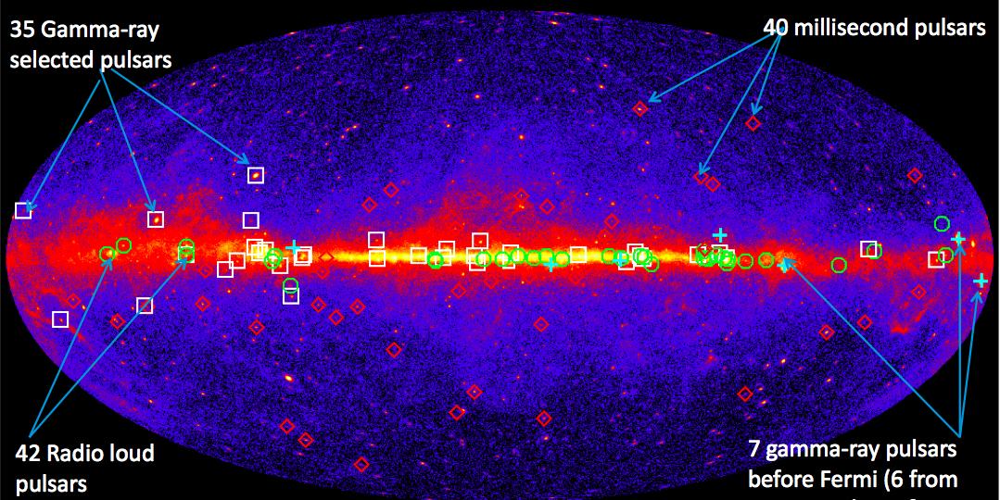 35 Gamma-ray
selected pulsars
40 millisecond pulsars
42 Radio loud
pulsars
7 gamma-ray pulsars
before Fermi (6 from